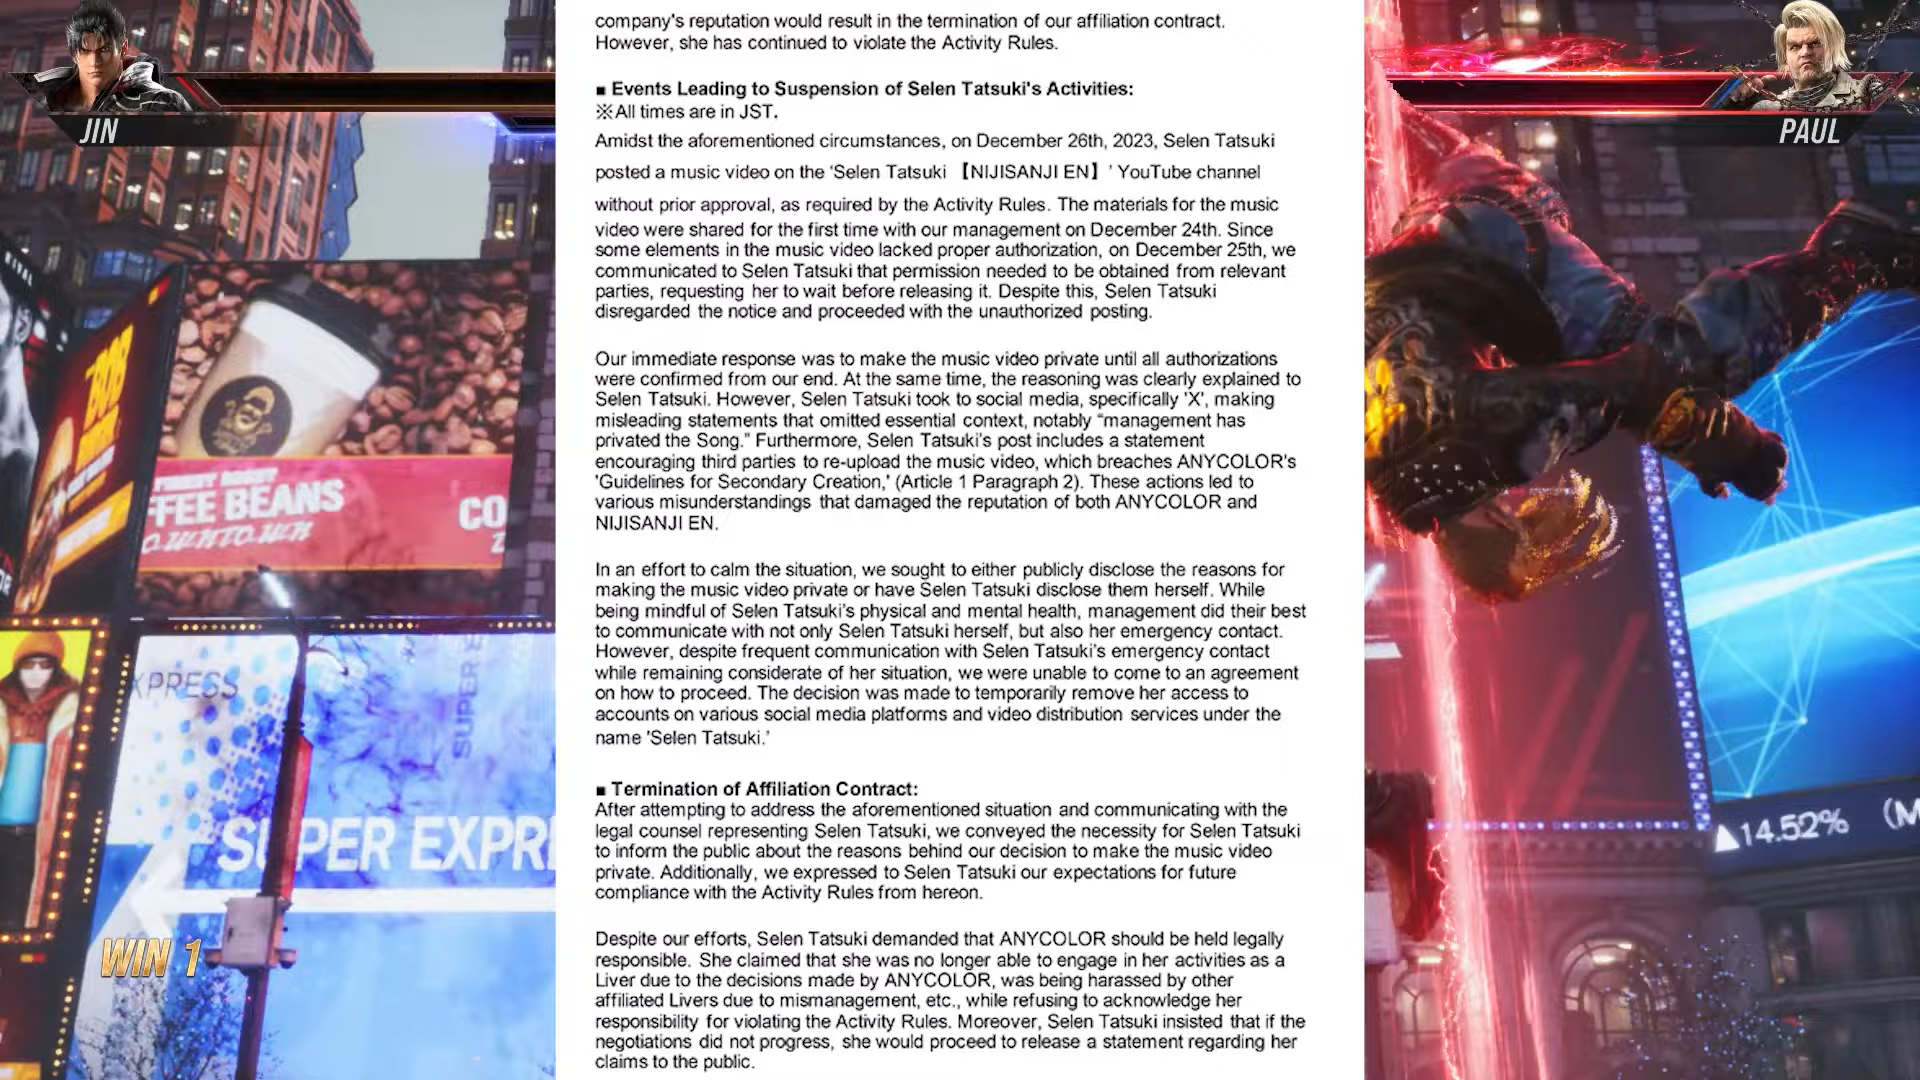 company's reputation would result in the termination of our affiliation contract.
However, she has continued to violate the Activity Rules.
■ Events Leading to Suspension of Selen Tatsuki's Activities:
※All times are in JST.
Amidst the aforementioned circumstances, on December 26th, 2023, Selen Tatsuki
posted a music video on the ‘Selen Tatsuki 【NIJISANJI EN】 ’ YouTube channel
without prior approval, as required by the Activity Rules. The materials for the music
video were shared for the first time with our management on December 24th. Since
some elements in the music video lacked proper authorization, on December 25th, we
communicated to Selen Tatsuki that permission needed to be obtained from relevant
parties, requesting her to wait before releasing it. Despite this, Selen Tatsuki
disregarded the notice and proceeded with the unauthorized posting.
Our immediate response was to make the music video private until all authorizations
were confirmed from our end. At the same time, the reasoning was clearly explained to
Selen Tatsuki. However, Selen Tatsuki took to social media, specifically 'X', making
misleading statements that omitted essential context, notably “management has
privated the Song.” Furthermore, Selen Tatsuki's post includes a statement
encouraging third parties to re-upload the music video, which breaches ANYCOLOR's
'Guidelines for Secondary Creation,' (Article 1 Paragraph 2). These actions led to
various misunderstandings that damaged the reputation of both ANYCOLOR and
NIJISANJI EN.
In an effort to calm the situation, we sought to either publicly disclose the reasons for
making the music video private or have Selen Tatsuki disclose them herself. While
being mindful of Selen Tatsuki’s physical and mental health, management did their best
to communicate with not only Selen Tatsuki herself, but also her emergency contact.
However, despite frequent communication with Selen Tatsuki’s emergency contact
while remaining considerate of her situation, we were unable to come to an agreement
on how to proceed. The decision was made to temporarily remove her access to
accounts on various social media platforms and video distribution services under the
name 'Selen Tatsuki.’
■ Termination of Affiliation Contract:
After attempting to address the aforementioned situation and communicating with the
legal counsel representing Selen Tatsuki, we conveyed the necessity for Selen Tatsuki
to inform the public about the reasons behind our decision to make the music video
private. Additionally, we expressed to Selen Tatsuki our expectations for future
compliance with the Activity Rules from hereon.
Despite our efforts, Selen Tatsuki demanded that ANYCOLOR should be held legally
responsible. She claimed that she was no longer able to engage in her activities as a
Liver due to the decisions made by ANYCOLOR, was being harassed by other
affiliated Livers due to mismanagement, etc., while refusing to acknowledge her
responsibility for violating the Activity Rules. Moreover, Selen Tatsuki insisted that if the
negotiations did not progress, she would proceed to release a statement regarding her
claims to the public.
JIN
PAUL
FFEE BEANS
CO
XPRESS
SUPER E
SUPER EXPRE
WIN 1
▲14.52% (M